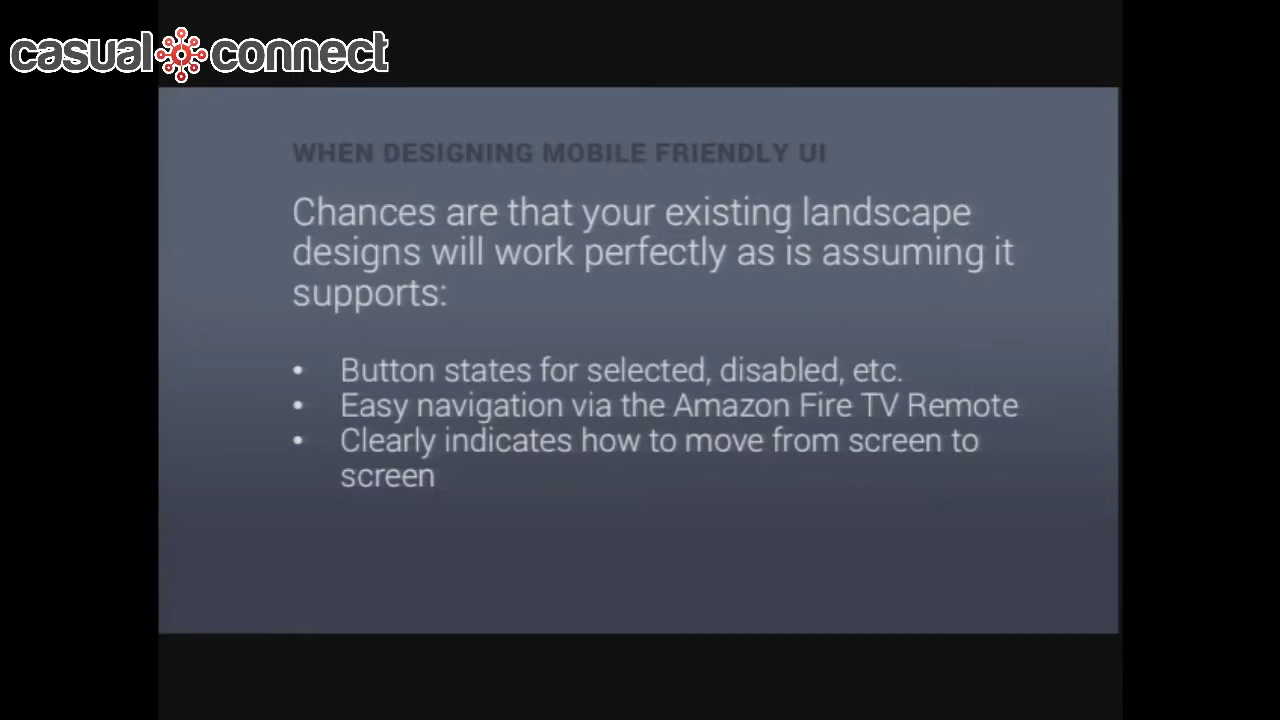 casual connect
WHEN DESIGNING MOBILE FRIENDLY UI
Chances are that your existing landscape
designs will work perfectly as is assuming it
supports:
• Button states for selected, disabled, etc.
• Easy navigation via the Amazon Fire TV Remote
• Clearly indicates how to move from screen to
screen